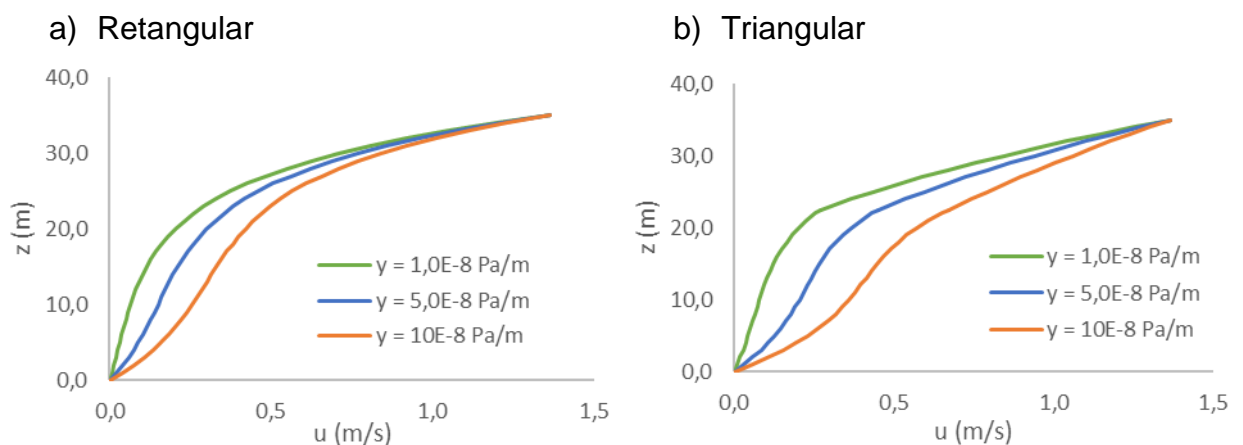 a) Retangular
40,0
30,0
20,0
10,0
0,0
z (m)
y = 1,0E-8 Pa/m
y = 5,0E-8 Pa/m
y = 10E-8 Pa/m
0,0 0,5 1,0 1,5
u (m/s)
b) Triangular
40,0
30,0
20,0
10,0
0,0
z (m)
y = 1,0E-8 Pa/m
y = 5,0E-8 Pa/m
y = 10E-8 Pa/m
0,0 0,5 1,0 1,5
u (m/s)